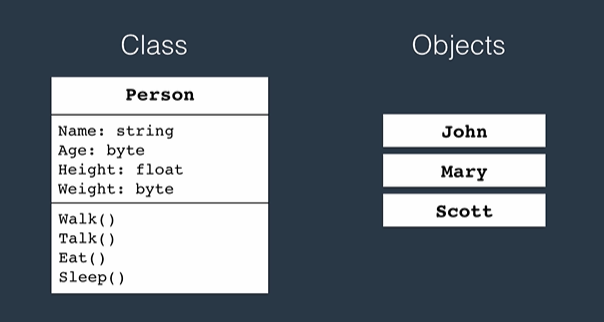 Class
Person
Name: string
Age: byte
Height: float
Weight: byte
Walk()
Talk()
Eat()
Sleep()
Objects
John
Mary
Scott